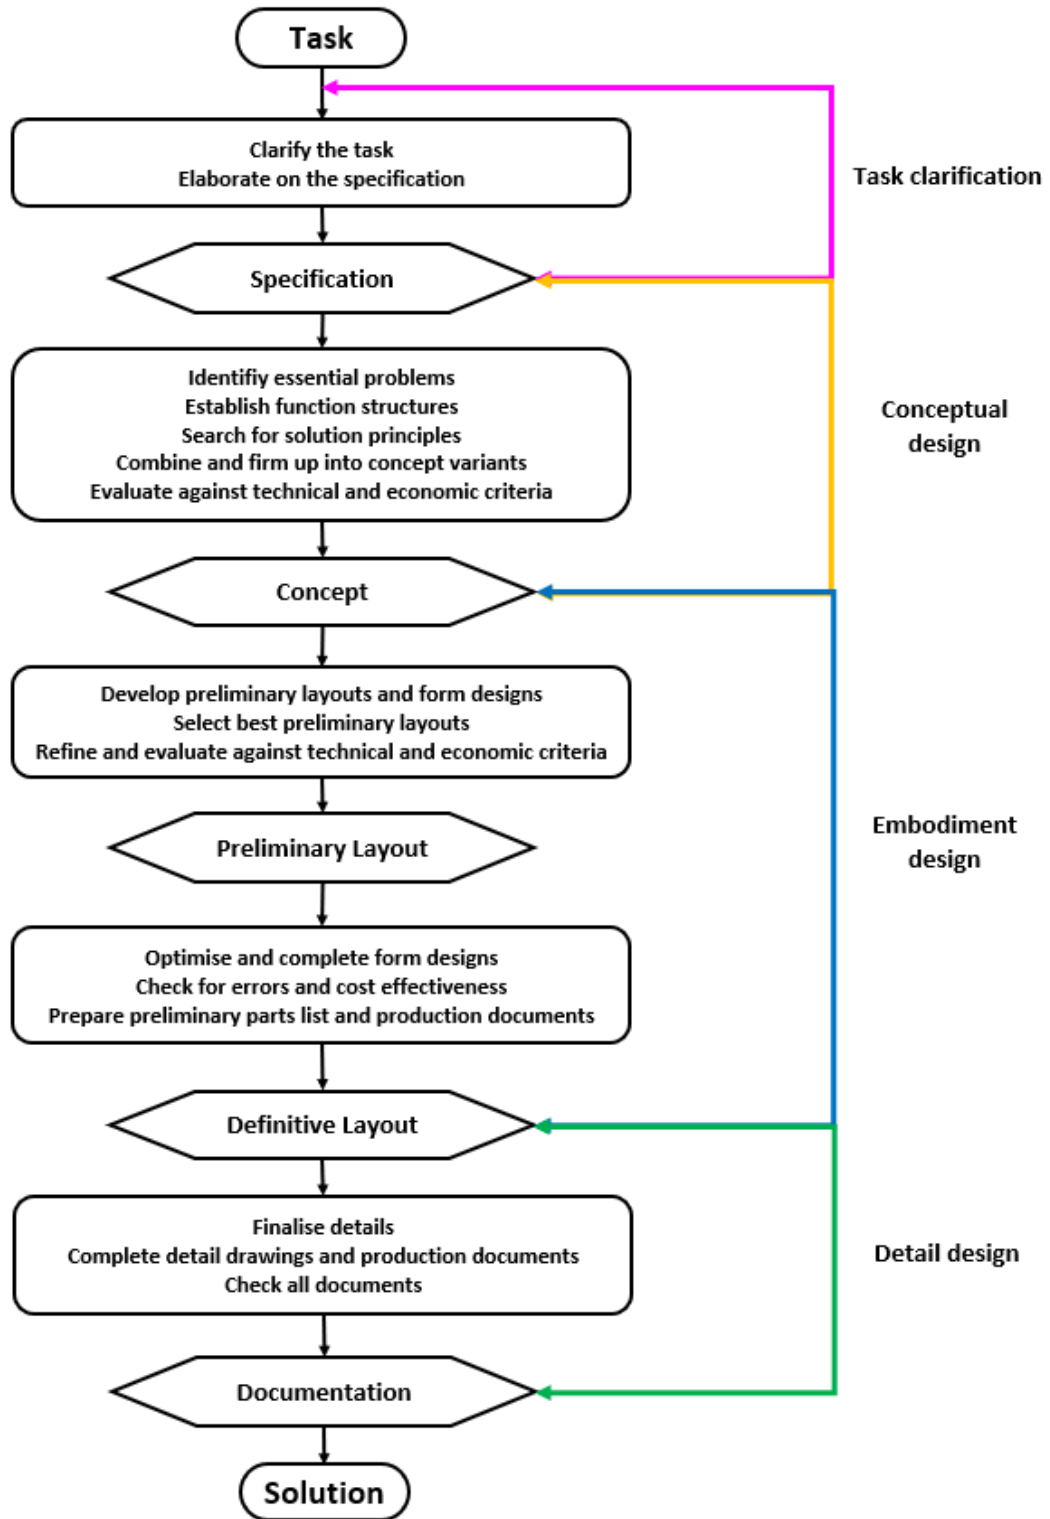 Task
Clarify the task
Elaborate on the specification
Task clarification
Specification
Identifiy essential problems
Establish function structures
Search for solution principles
Combine and firm up into concept variants
Evaluate against technical and economic criteria
Conceptual
design
Concept
Develop preliminary layouts and form designs
Select best preliminary layouts
Refine and evaluate against technical and economic criteria
Preliminary Layout
Embodiment
design
Optimise and complete form designs
Check for errors and cost effectiveness
Prepare preliminary parts list and production documents
Definitive Layout
Finalise details
Complete detail drawings and production documents
Check all documents
Detail design
Documentation
Solution